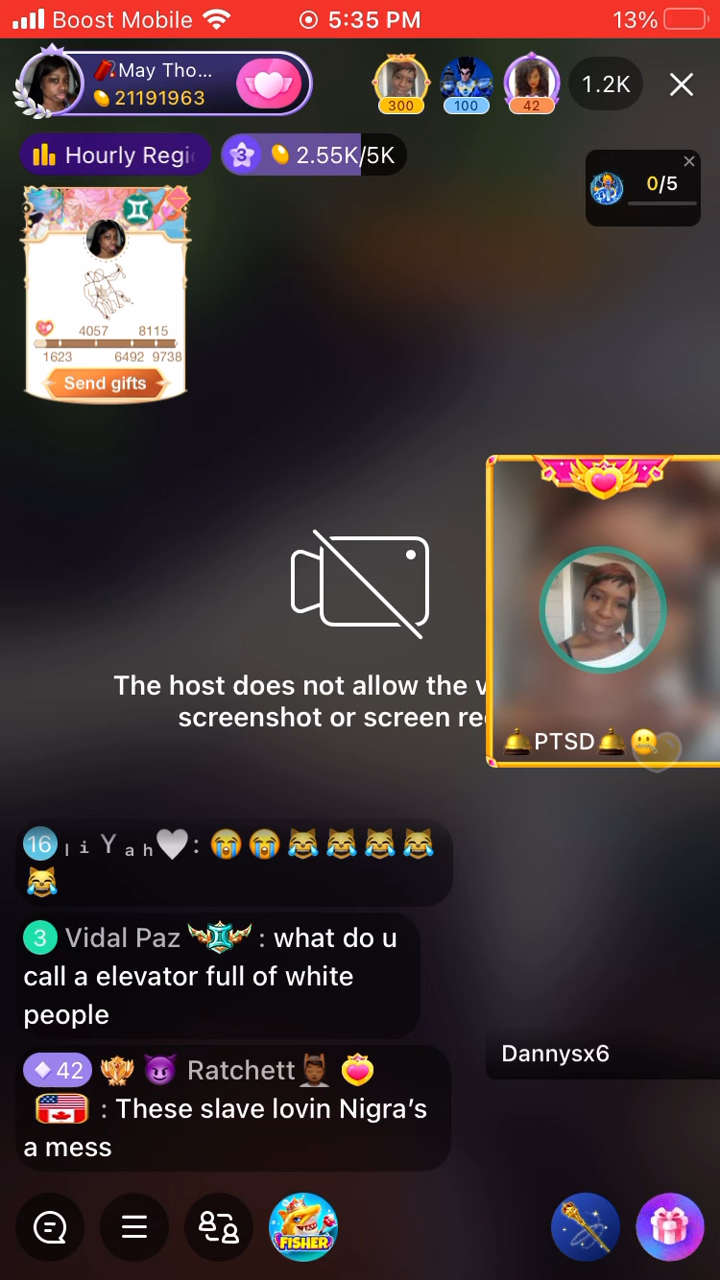 Boost Mobile 5:35 PM 13%
May Tho...
21191963
300 100 42 1.2K
Hourly Regi
3 2.55K/5K
0/5
4057 8115
1623 6492 9738
Send gifts
The host does not allow the v
screenshot or screen re
🔔PTSD🔔🤐
16 ₗ ᵢ Y ₐ ₕ🤍: 😭😭😹😹😹😹
😹
3 Vidal Paz : what do u
call a elevator full of white
people
Dannysx6
42 😈 Ratchett
: These slave lovin Nigra’s
a mess
FISHER